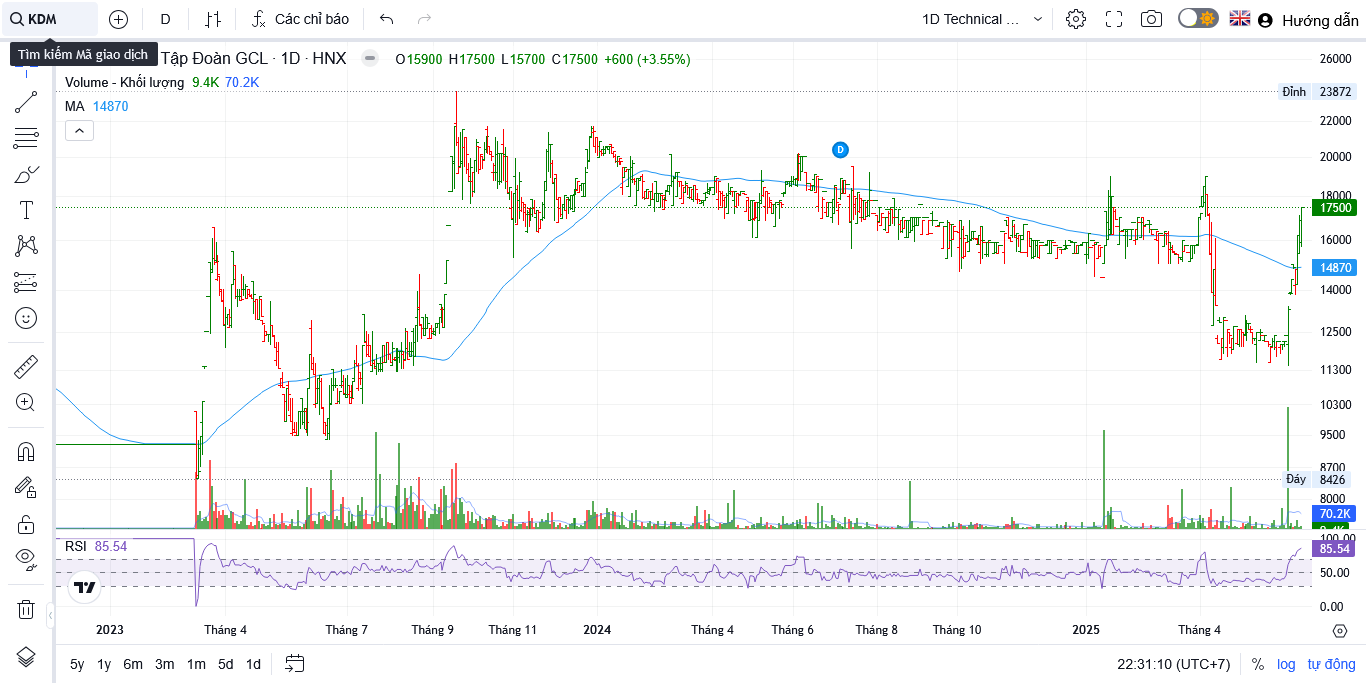 KDM
D
Các chỉ báo
1D Technical ...
Hướng dẫn
Tìm kiếm Mã giao dịch
Tập Đoàn GCL · 1D · HNX
O15900 H17500 L15700 C17500 +600 (+3.55%)
Volume - Khối lượng 9.4K 70.2K
MA 14870
26000
Đỉnh 23872
22000
20000
18000
17500
16000
14870
14000
12500
11300
10300
9500
8700
Đáy 8426
8000
70.2K
D
RSI 85.54
100.00
85.54
50.00
0.00
2023 Tháng 4 Tháng 7 Tháng 9 Tháng 11 2024 Tháng 4 Tháng 6 Tháng 8 Tháng 10 2025 Tháng 4
5y 1y 6m 3m 1m 5d 1d
22:31:10 (UTC+7) % log tự động